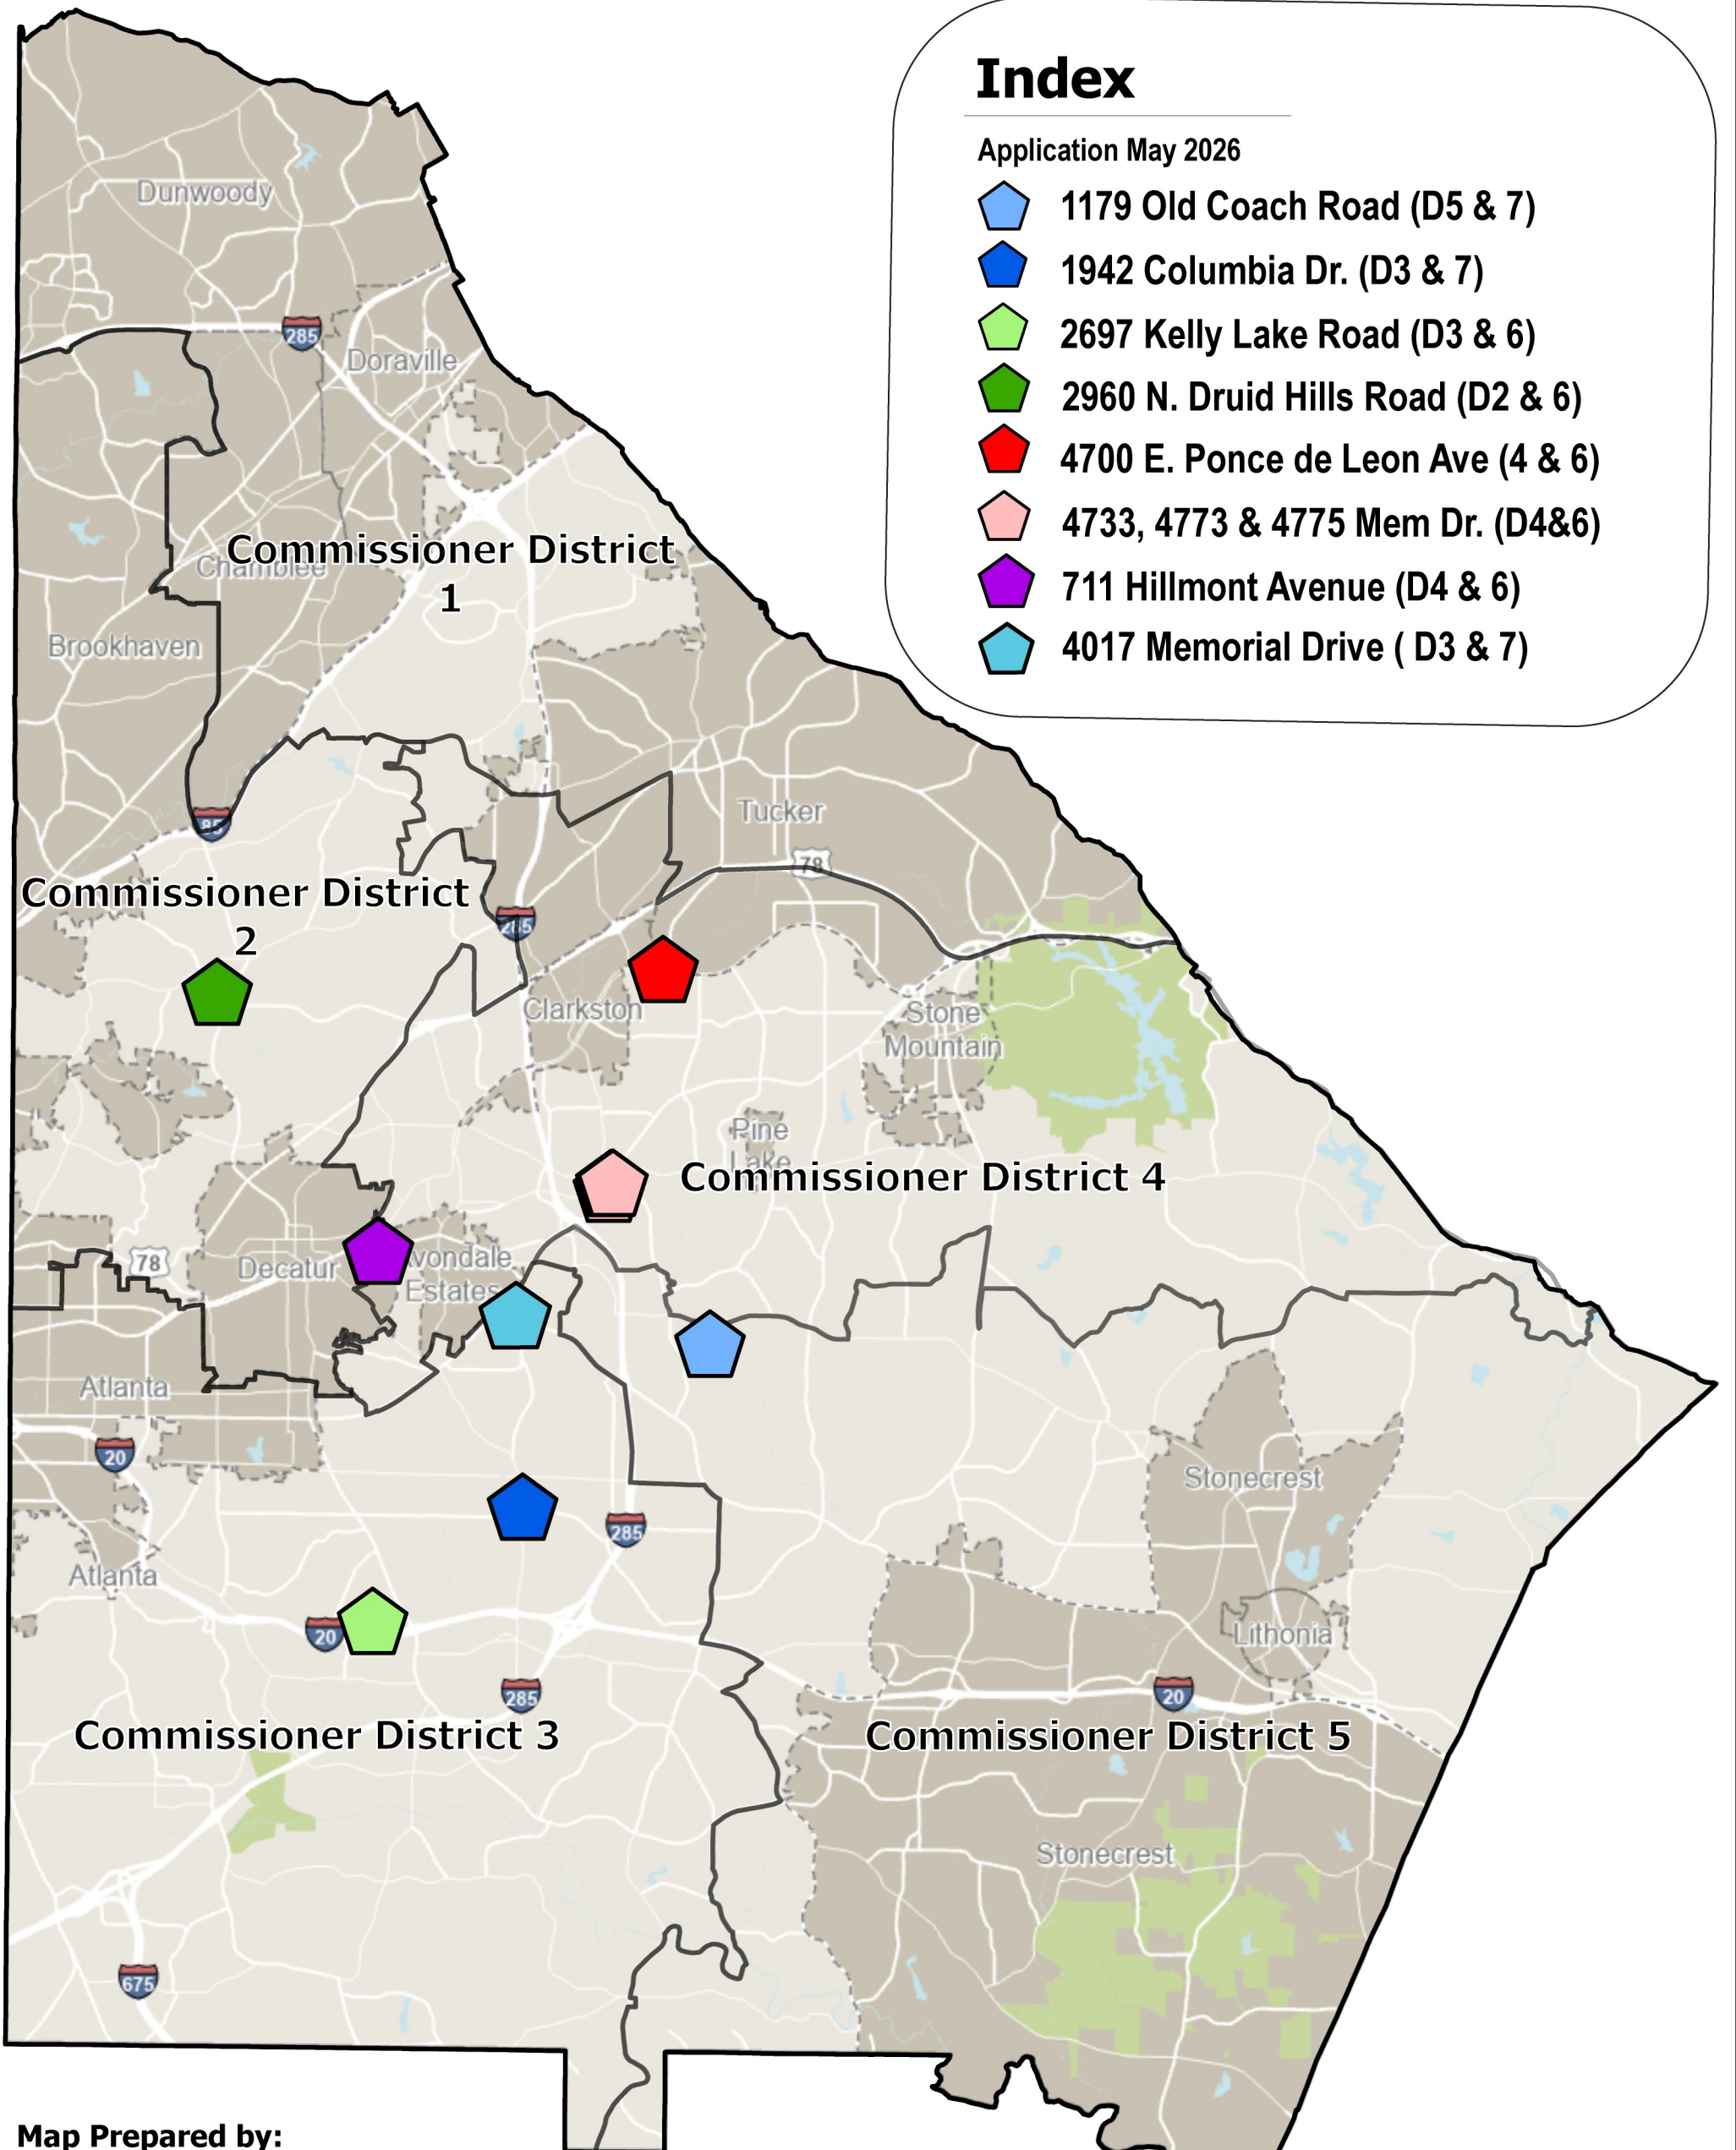 Index
Application May 2026
1179 Old Coach Road (D5 & 7)
1942 Columbia Dr. (D3 & 7)
2697 Kelly Lake Road (D3 & 6)
2960 N. Druid Hills Road (D2 & 6)
4700 E. Ponce de Leon Ave (4 & 6)
4733, 4773 & 4775 Mem Dr. (D4&6)
711 Hillmont Avenue (D4 & 6)
4017 Memorial Drive ( D3 & 7)
Dunwoody
285
Doraville
Commissioner District
1
Chamblee
Brookhaven
Tucker
85
78
Commissioner District
2
285
Clarkston
Stone
Mountain
Pine
Lake
Commissioner District 4
78
Decatur
vondale
Estates
Atlanta
20
Stonecrest
285
Atlanta
20
Lithonia
285
20
Commissioner District 3
Commissioner District 5
Stonecrest
675
Map Prepared by: